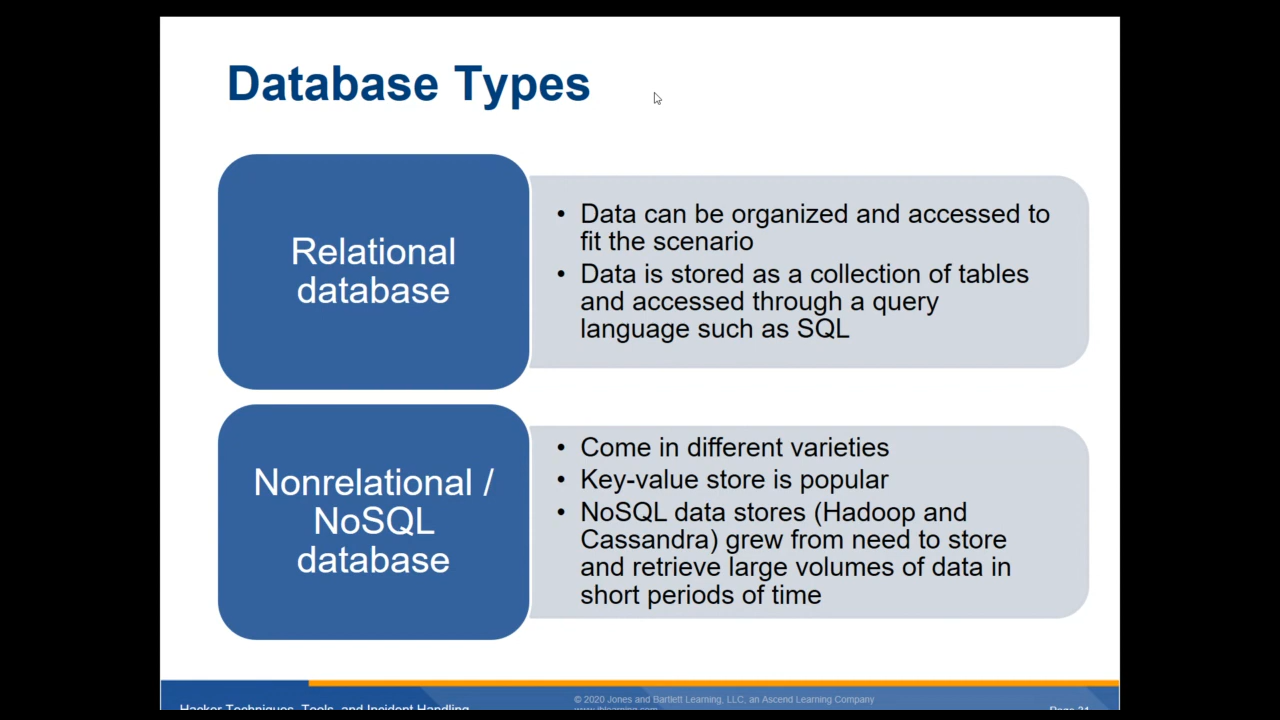 Database Types
Relational
database
• Data can be organized and accessed to
fit the scenario
• Data is stored as a collection of tables
and accessed through a query
language such as SQL
Nonrelational /
NoSQL
database
• Come in different varieties
• Key-value store is popular
• NoSQL data stores (Hadoop and
Cassandra) grew from need to store
and retrieve large volumes of data in
short periods of time
Hacker Techniques, Tools, and Incident Handling
© 2020 Jones and Bartlett Learning, LLC, an Ascend Learning Company
www.jblearning.com